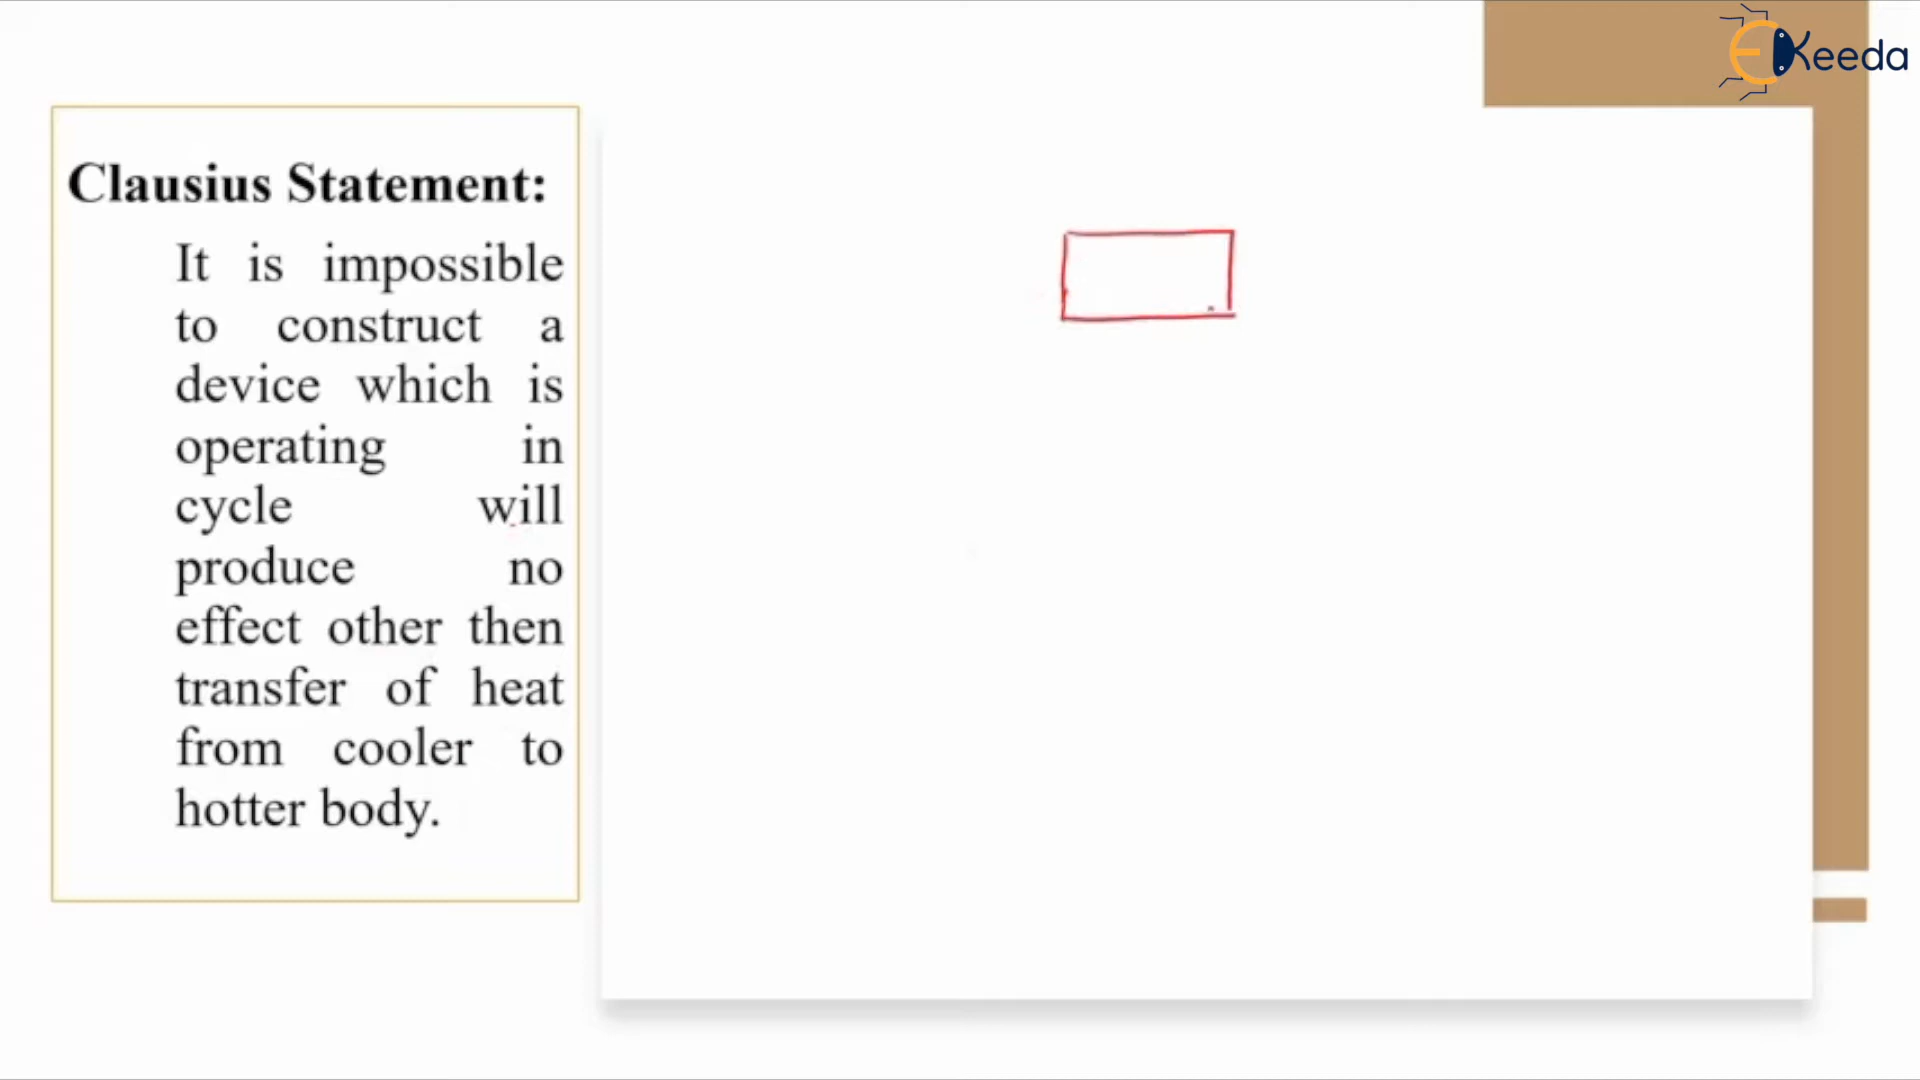 EKeeda
Clausius Statement:
It is impossible
to construct a
device which is
operating in
cycle will
produce no
effect other then
transfer of heat
from cooler to
hotter body.